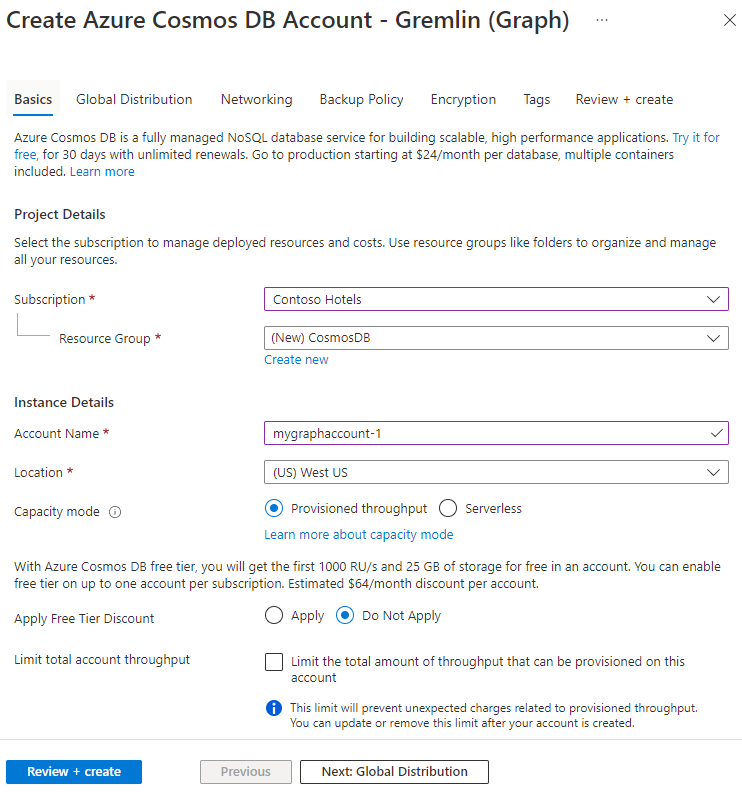 Create Azure Cosmos DB Account - Gremlin (Graph) ...
Basics Global Distribution Networking Backup Policy Encryption Tags Review + create
Azure Cosmos DB is a fully managed NoSQL database service for building scalable, high performance applications. Try it for
free, for 30 days with unlimited renewals. Go to production starting at $24/month per database, multiple containers
included. Learn more
Project Details
Select the subscription to manage deployed resources and costs. Use resource groups like folders to organize and manage
all your resources.
Subscription * Contoso Hotels
Resource Group * (New) CosmosDB
Create new
Instance Details
Account Name * mygraphaccount-1
Location * (US) West US
Capacity mode Provisioned throughput Serverless
Learn more about capacity mode
With Azure Cosmos DB free tier, you will get the first 1000 RU/s and 25 GB of storage for free in an account. You can enable
free tier on up to one account per subscription. Estimated $64/month discount per account.
Apply Free Tier Discount Apply Do Not Apply
Limit total account throughput Limit the total amount of throughput that can be provisioned on this
account
This limit will prevent unexpected charges related to provisioned throughput.
You can update or remove this limit after your account is created.
Review + create Previous Next: Global Distribution